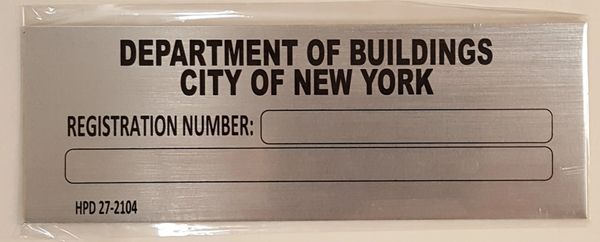 DEPARTMENT OF BUILDINGS
CITY OF NEW YORK
REGISTRATION NUMBER:
HPD 27-2104